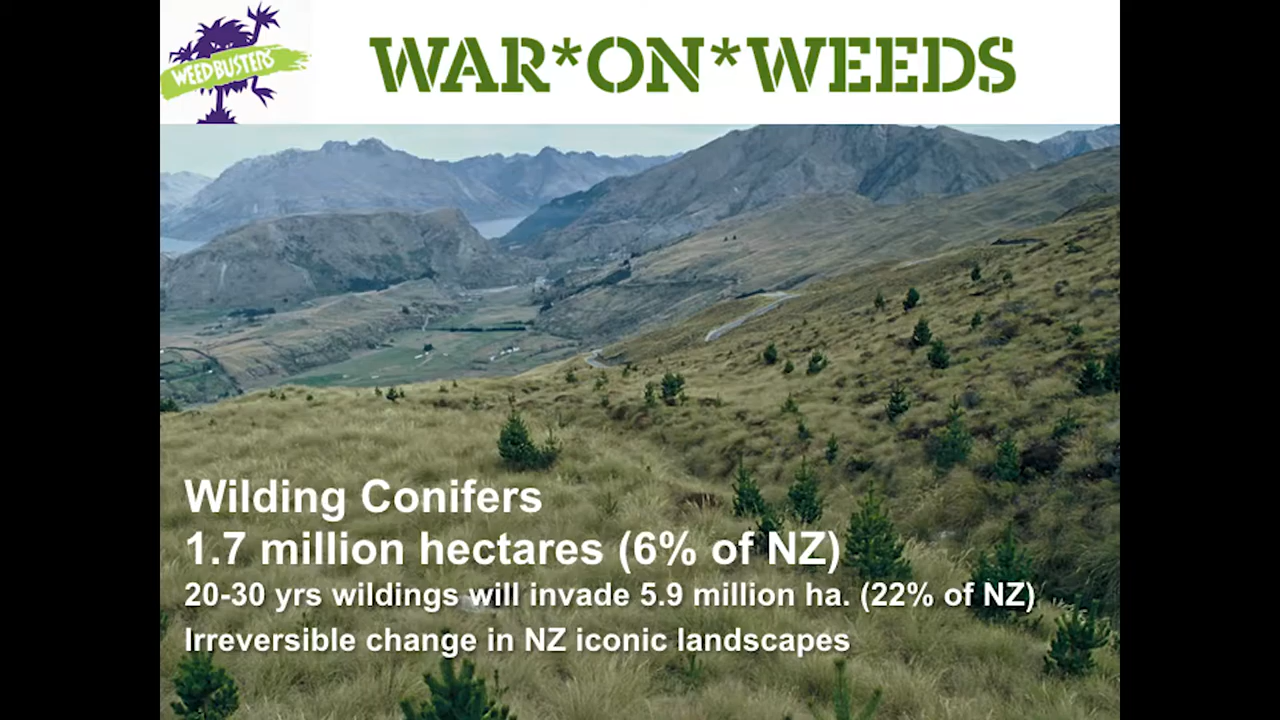 WEEDBUSTERS
WAR*ON*WEEDS
Wilding Conifers
1.7 million hectares (6% of NZ)
20-30 yrs wildings will invade 5.9 million ha. (22% of NZ)
Irreversible change in NZ iconic landscapes